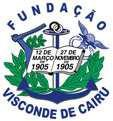 FUNDAÇÃO
12 DE 27 DE
MARÇO NOVEMBRO
1905 1905
VISCONDE DE CAIRU